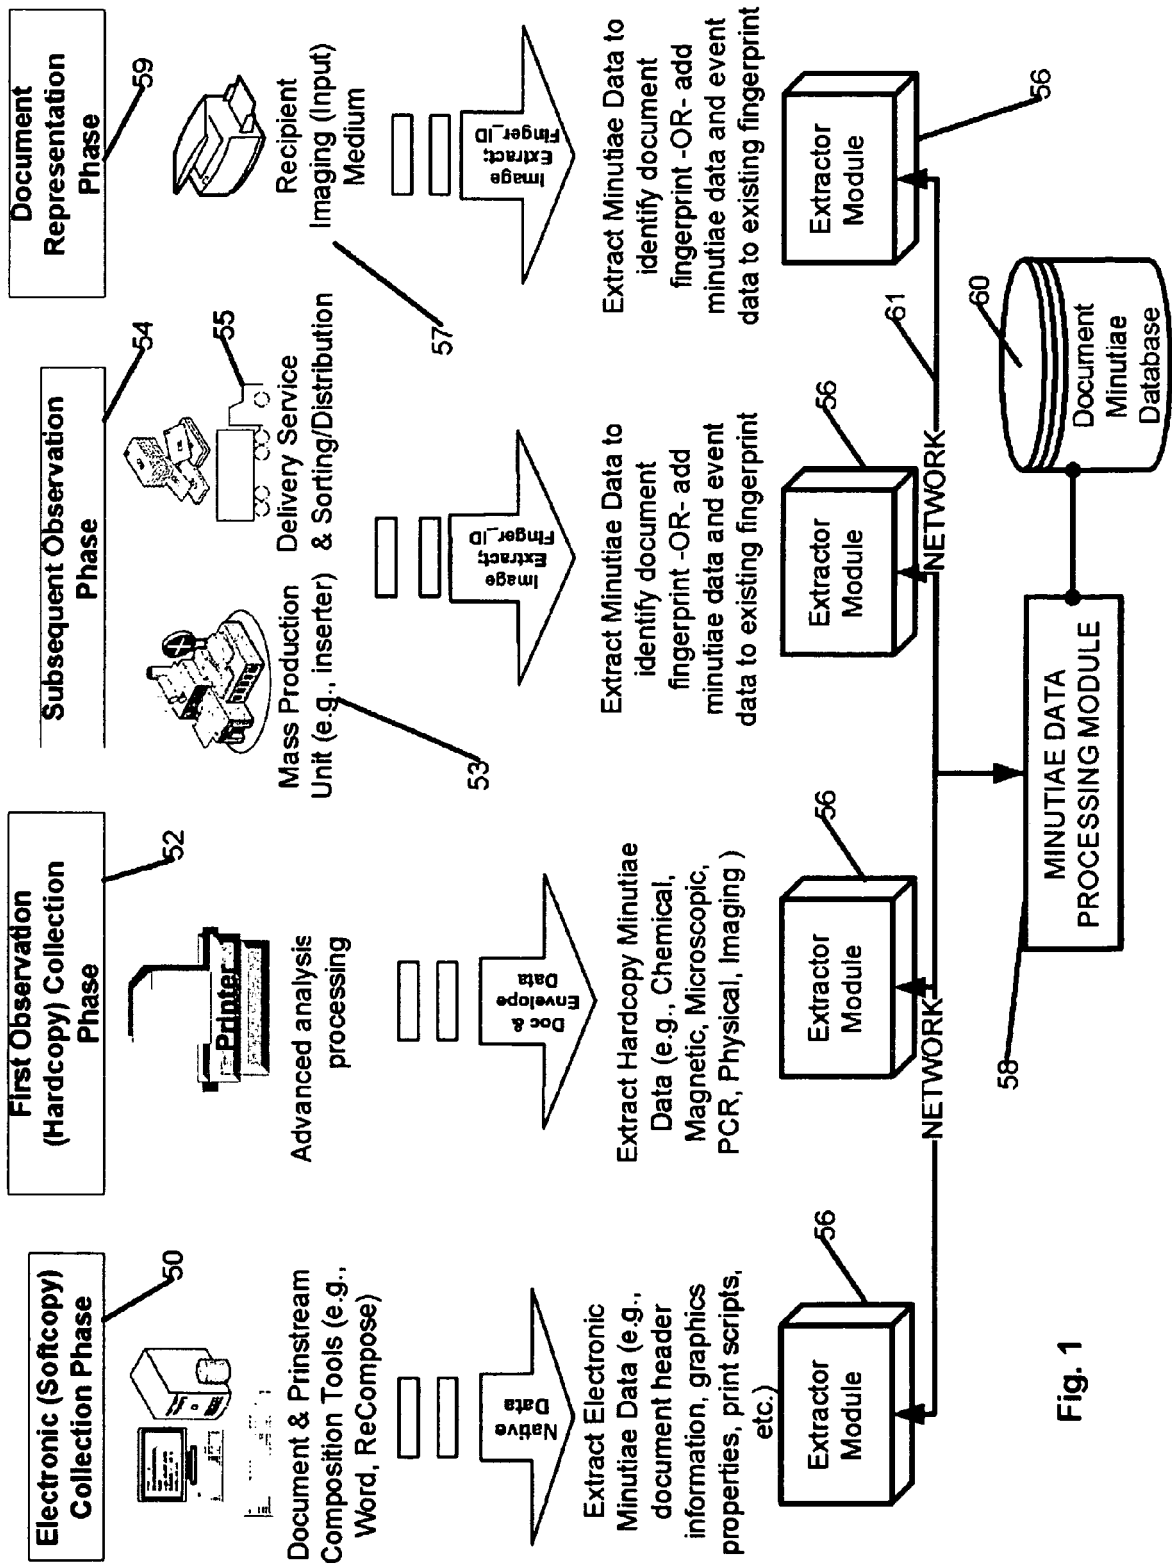 Electronic (Softcopy)
Collection Phase
50
Document & Prinstream
Composition Tools (e.g.,
Word, ReCompose)
Native
Data
Extract Electronic
Minutiae Data (e.g.,
document header
information, graphics
properties, print scripts,
etc.)
Extractor
Module
56
First Observation
(Hardcopy) Collection
Phase
52
Printer
Advanced analysis
processing
Doc &
Envelope
Data
Extract Hardcopy Minutiae
Data (e.g., Chemical,
Magnetic, Microscopic,
PCR, Physical, Imaging )
Extractor
Module
56
Subsequent Observation
Phase
54
55
Mass Production
Unit (e.g., inserter)
53
Delivery Service
& Sorting/Distribution
Image
Extract;
Finger_ID
Extract Minutiae Data to
identify document
fingerprint -OR- add
minutiae data and event
data to existing fingerprint
Extractor
Module
56
Document
Representation
Phase
59
Recipient
Imaging (Input)
Medium
57
Image
Extract;
Finger_ID
Extract Minutiae Data to
identify document
fingerprint -OR- add
minutiae data and event
data to existing fingerprint
Extractor
Module
56
NETWORK
NETWORK
61
58
MINUTIAE DATA
PROCESSING MODULE
60
Document
Minutiae
Database
Fig. 1